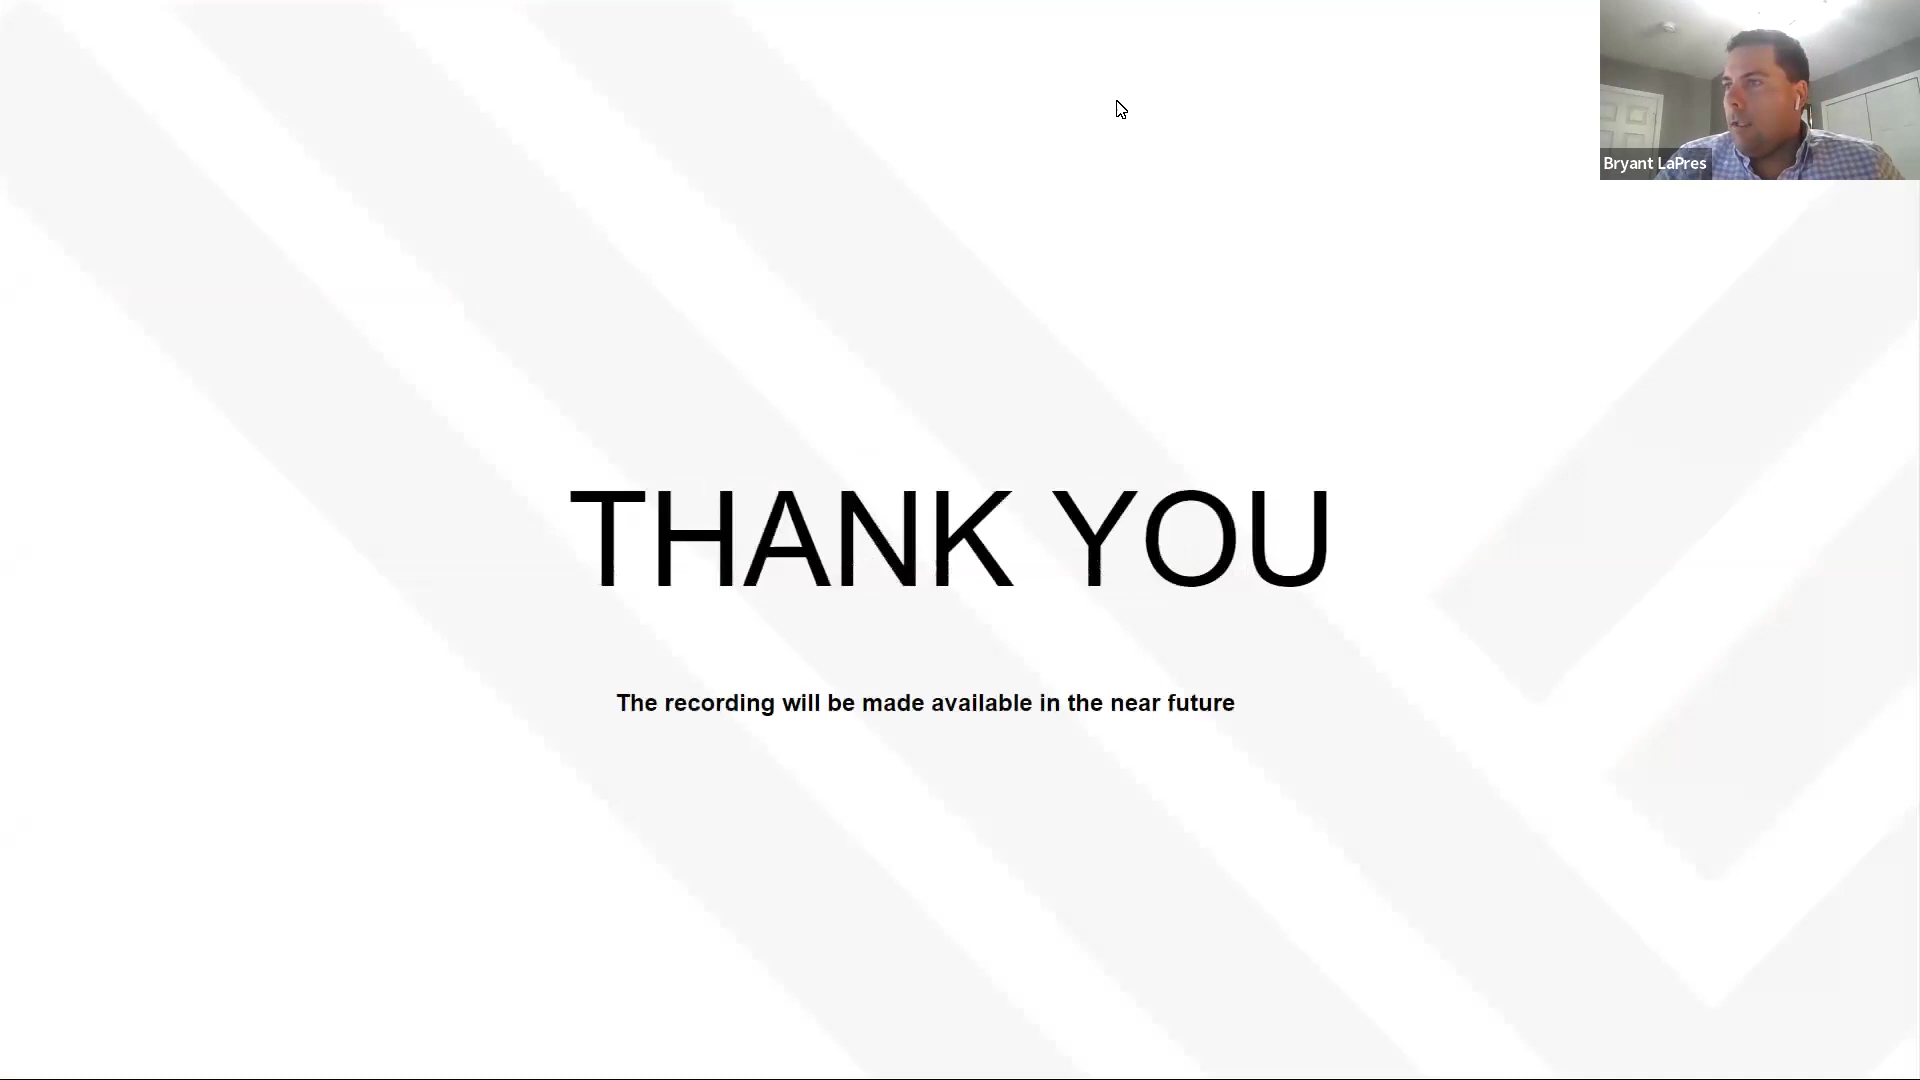 Bryant LaPres
THANK YOU
The recording will be made available in the near future